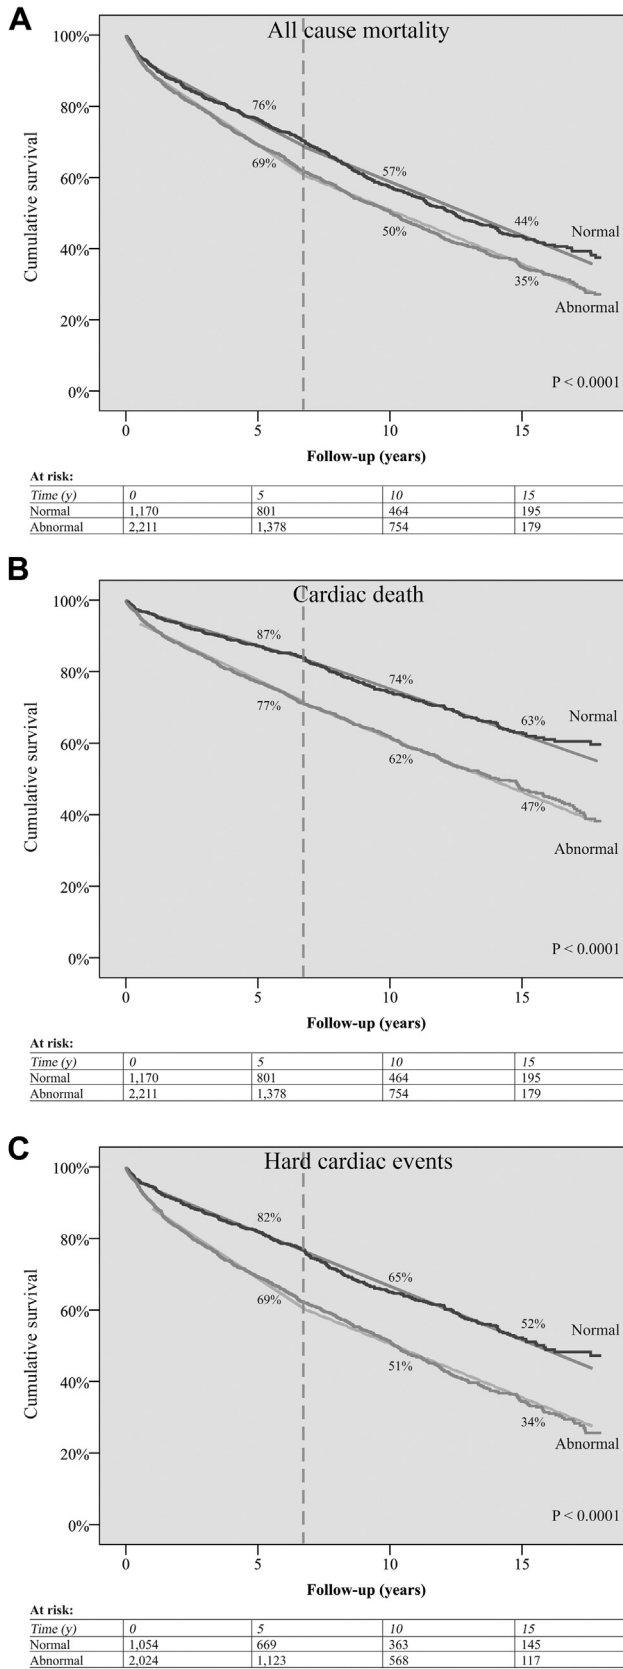 A
All cause mortality
100%
80%
60%
40%
20%
0%
Cumulative survival
76%
69%
57%
50%
44%
35%
Normal
Abnormal
P < 0.0001
0 5 10 15
Follow-up (years)
At risk:
Time (y) 0 5 10 15
Normal 1,170 801 464 195
Abnormal 2,211 1,378 754 179
B
Cardiac death
100%
80%
60%
40%
20%
0%
Cumulative survival
87%
77%
74%
62%
63%
47%
Normal
Abnormal
P < 0.0001
0 5 10 15
Follow-up (years)
At risk:
Time (y) 0 5 10 15
Normal 1,170 801 464 195
Abnormal 2,211 1,378 754 179
C
Hard cardiac events
100%
80%
60%
40%
20%
0%
Cumulative survival
82%
69%
65%
51%
52%
34%
Normal
Abnormal
P < 0.0001
0 5 10 15
Follow-up (years)
At risk:
Time (y) 0 5 10 15
Normal 1,054 669 363 145
Abnormal 2,024 1,123 568 117